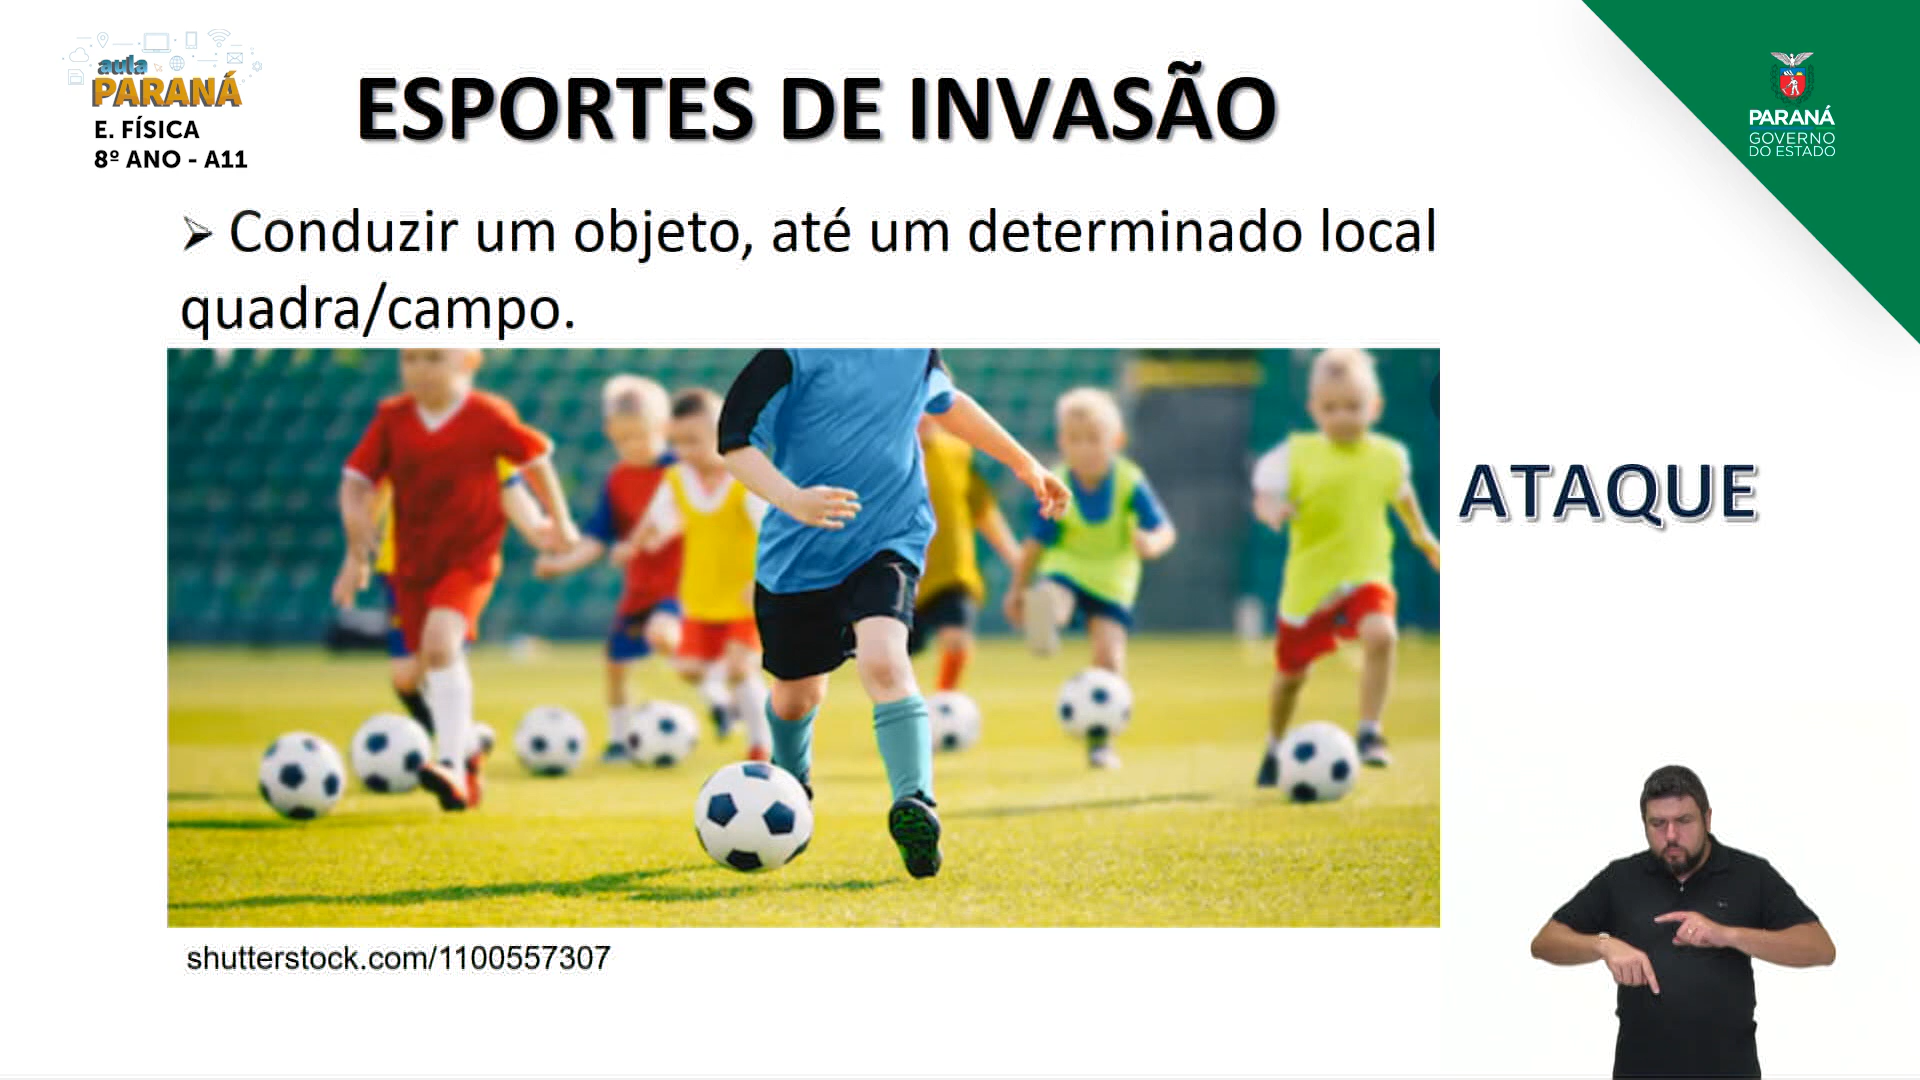 aula
PARANÁ
E. FÍSICA
8º ANO - A11
ESPORTES DE INVASÃO
PARANÁ
GOVERNO
DO ESTADO
➢ Conduzir um objeto, até um determinado local
quadra/campo.
ATAQUE
shutterstock.com/1100557307